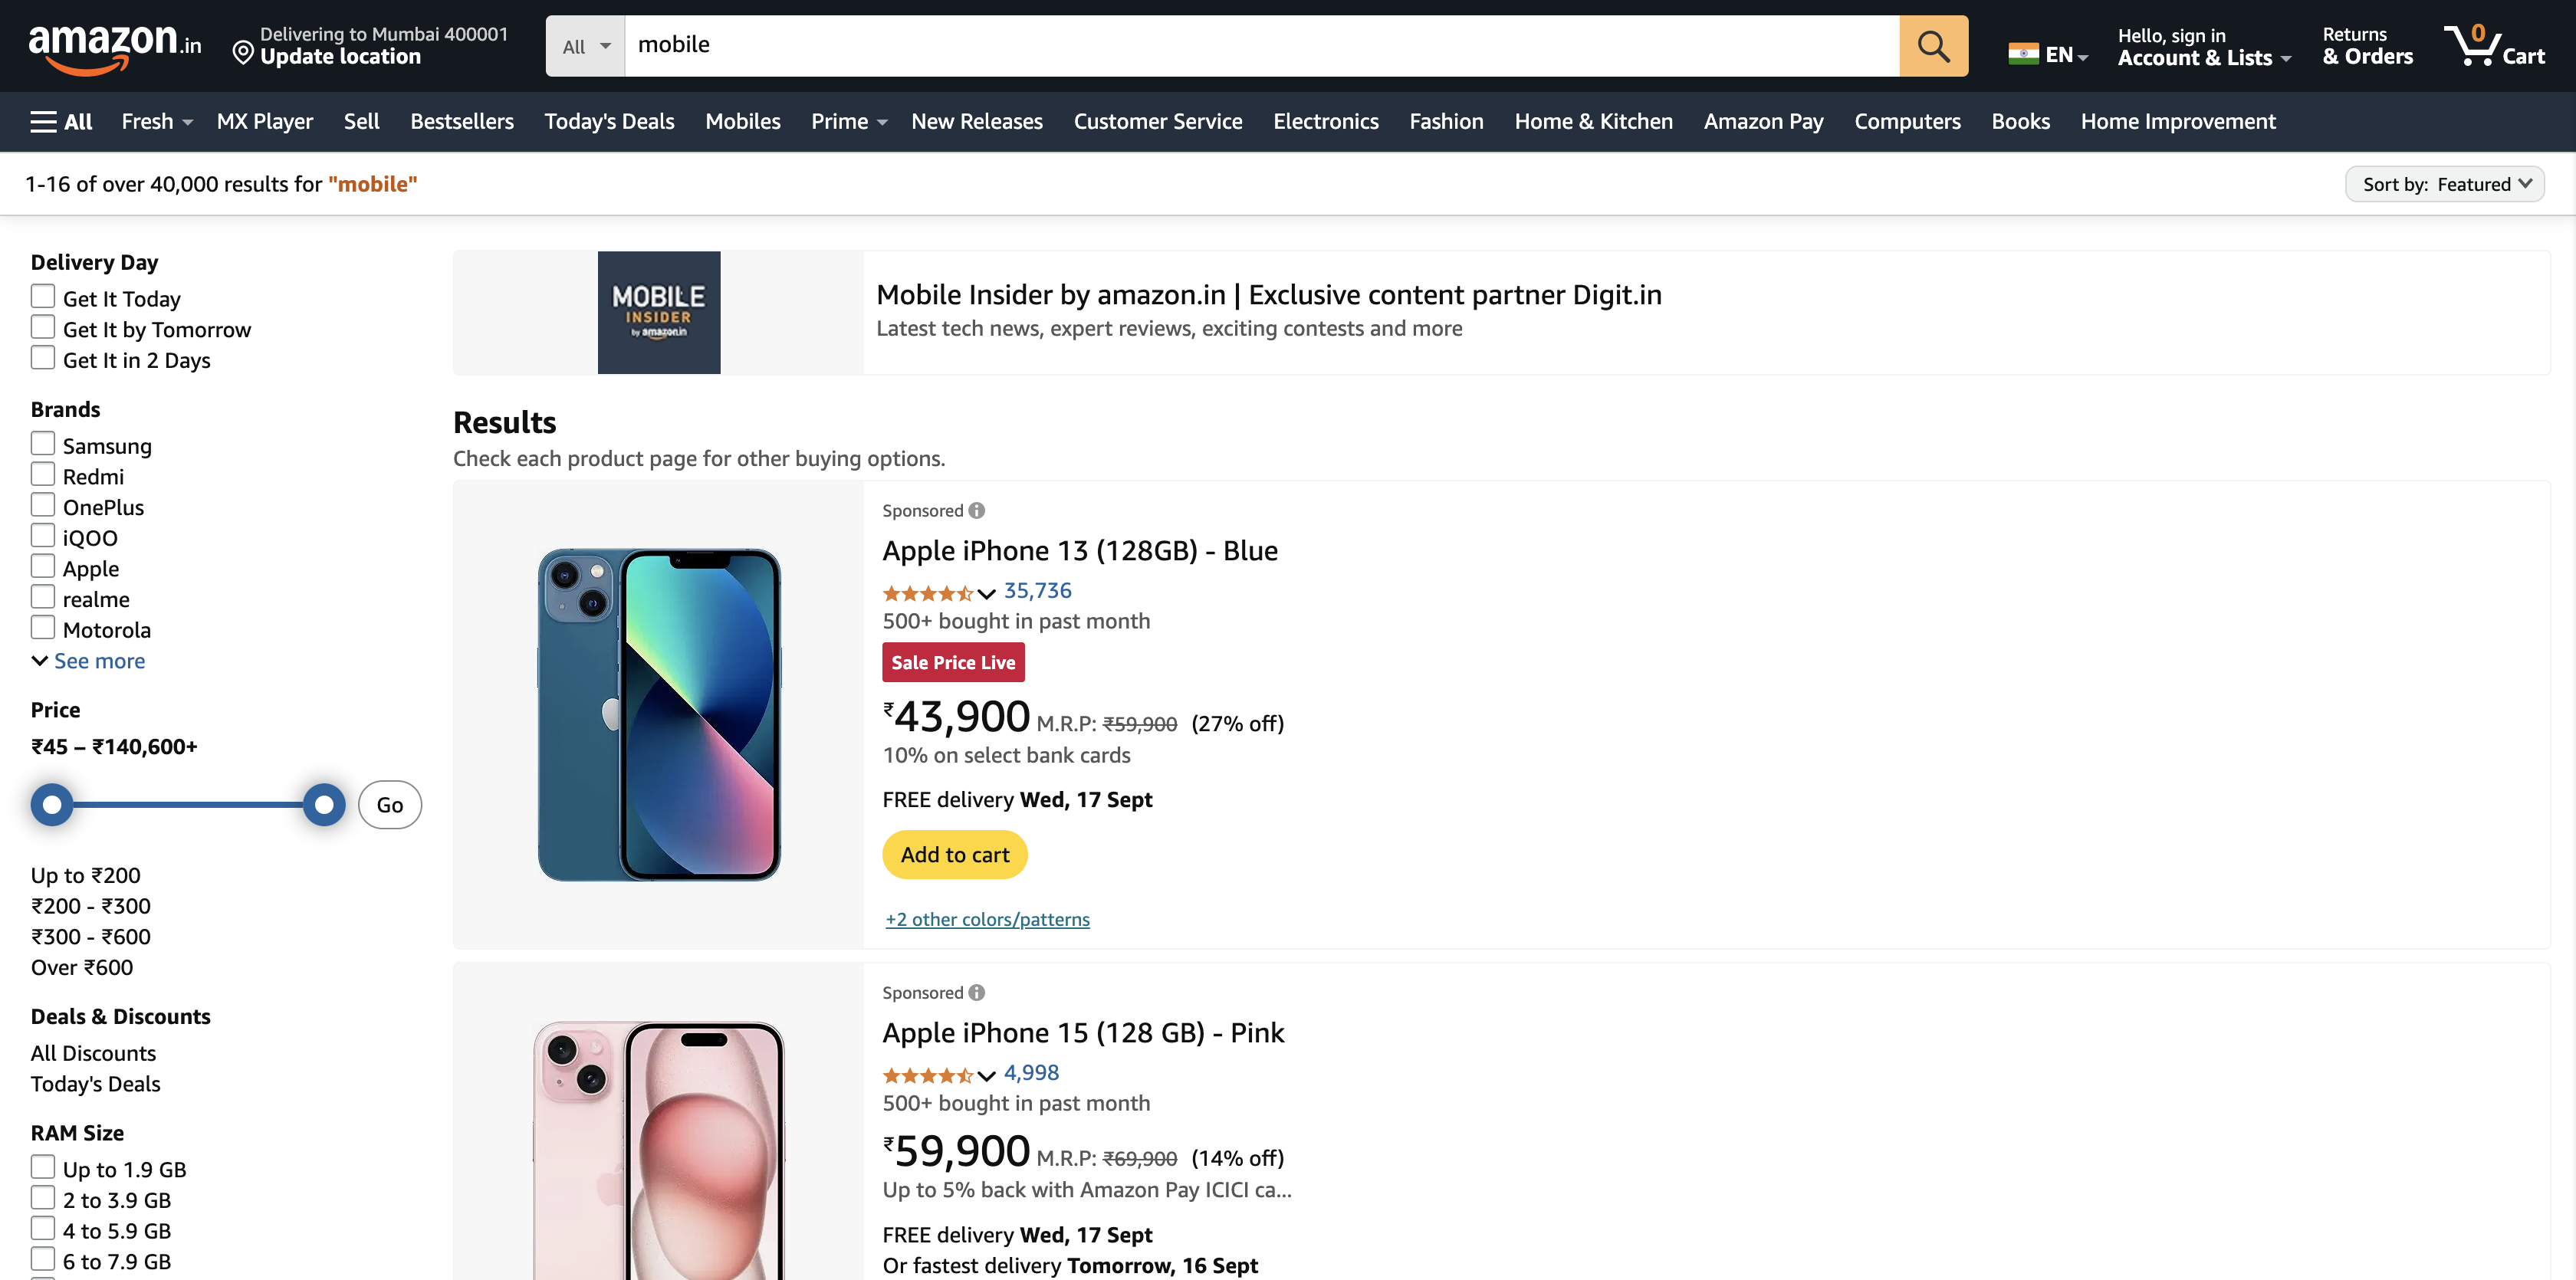 amazon.in
Delivering to Mumbai 400001
Update location
All
mobile
EN
Hello, sign in
Account & Lists
Returns
& Orders
0
Cart
All
Fresh
MX Player
Sell
Bestsellers
Today's Deals
Mobiles
Prime
New Releases
Customer Service
Electronics
Fashion
Home & Kitchen
Amazon Pay
Computers
Books
Home Improvement
1-16 of over 40,000 results for "mobile"
Sort by: Featured
Delivery Day
Get It Today
Get It by Tomorrow
Get It in 2 Days
Brands
Samsung
Redmi
OnePlus
iQOO
Apple
realme
Motorola
See more
Price
₹45 – ₹140,600+
Go
Up to ₹200
₹200 - ₹300
₹300 - ₹600
Over ₹600
Deals & Discounts
All Discounts
Today's Deals
RAM Size
Up to 1.9 GB
2 to 3.9 GB
4 to 5.9 GB
6 to 7.9 GB
MOBILE
INSIDER
by amazon.in
Mobile Insider by amazon.in | Exclusive content partner Digit.in
Latest tech news, expert reviews, exciting contests and more
Results
Check each product page for other buying options.
Sponsored
Apple iPhone 13 (128GB) - Blue
35,736
500+ bought in past month
Sale Price Live
₹43,900 M.R.P: ₹59,900 (27% off)
10% on select bank cards
FREE delivery Wed, 17 Sept
Add to cart
+2 other colors/patterns
Sponsored
Apple iPhone 15 (128 GB) - Pink
4,998
500+ bought in past month
₹59,900 M.R.P: ₹69,900 (14% off)
Up to 5% back with Amazon Pay ICICI ca...
FREE delivery Wed, 17 Sept
Or fastest delivery Tomorrow, 16 Sept